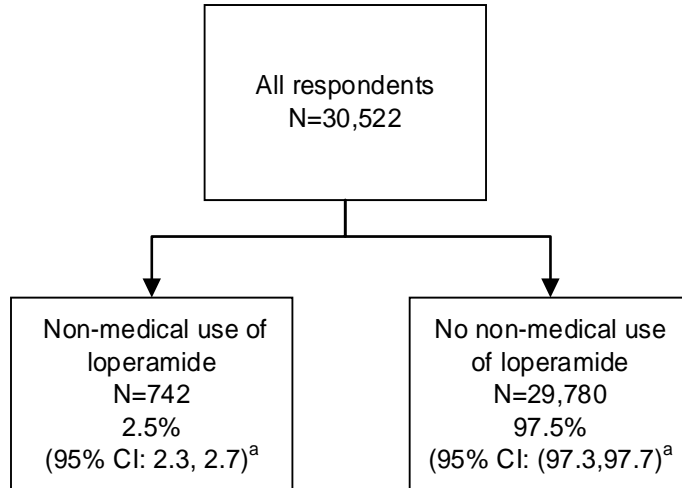 All respondents
N=30,522
Non-medical use of
loperamide
N=742
2.5%
(95% CI: 2.3, 2.7)ᵃ
No non-medical use
of loperamide
N=29,780
97.5%
(95% CI: (97.3,97.7)ᵃ